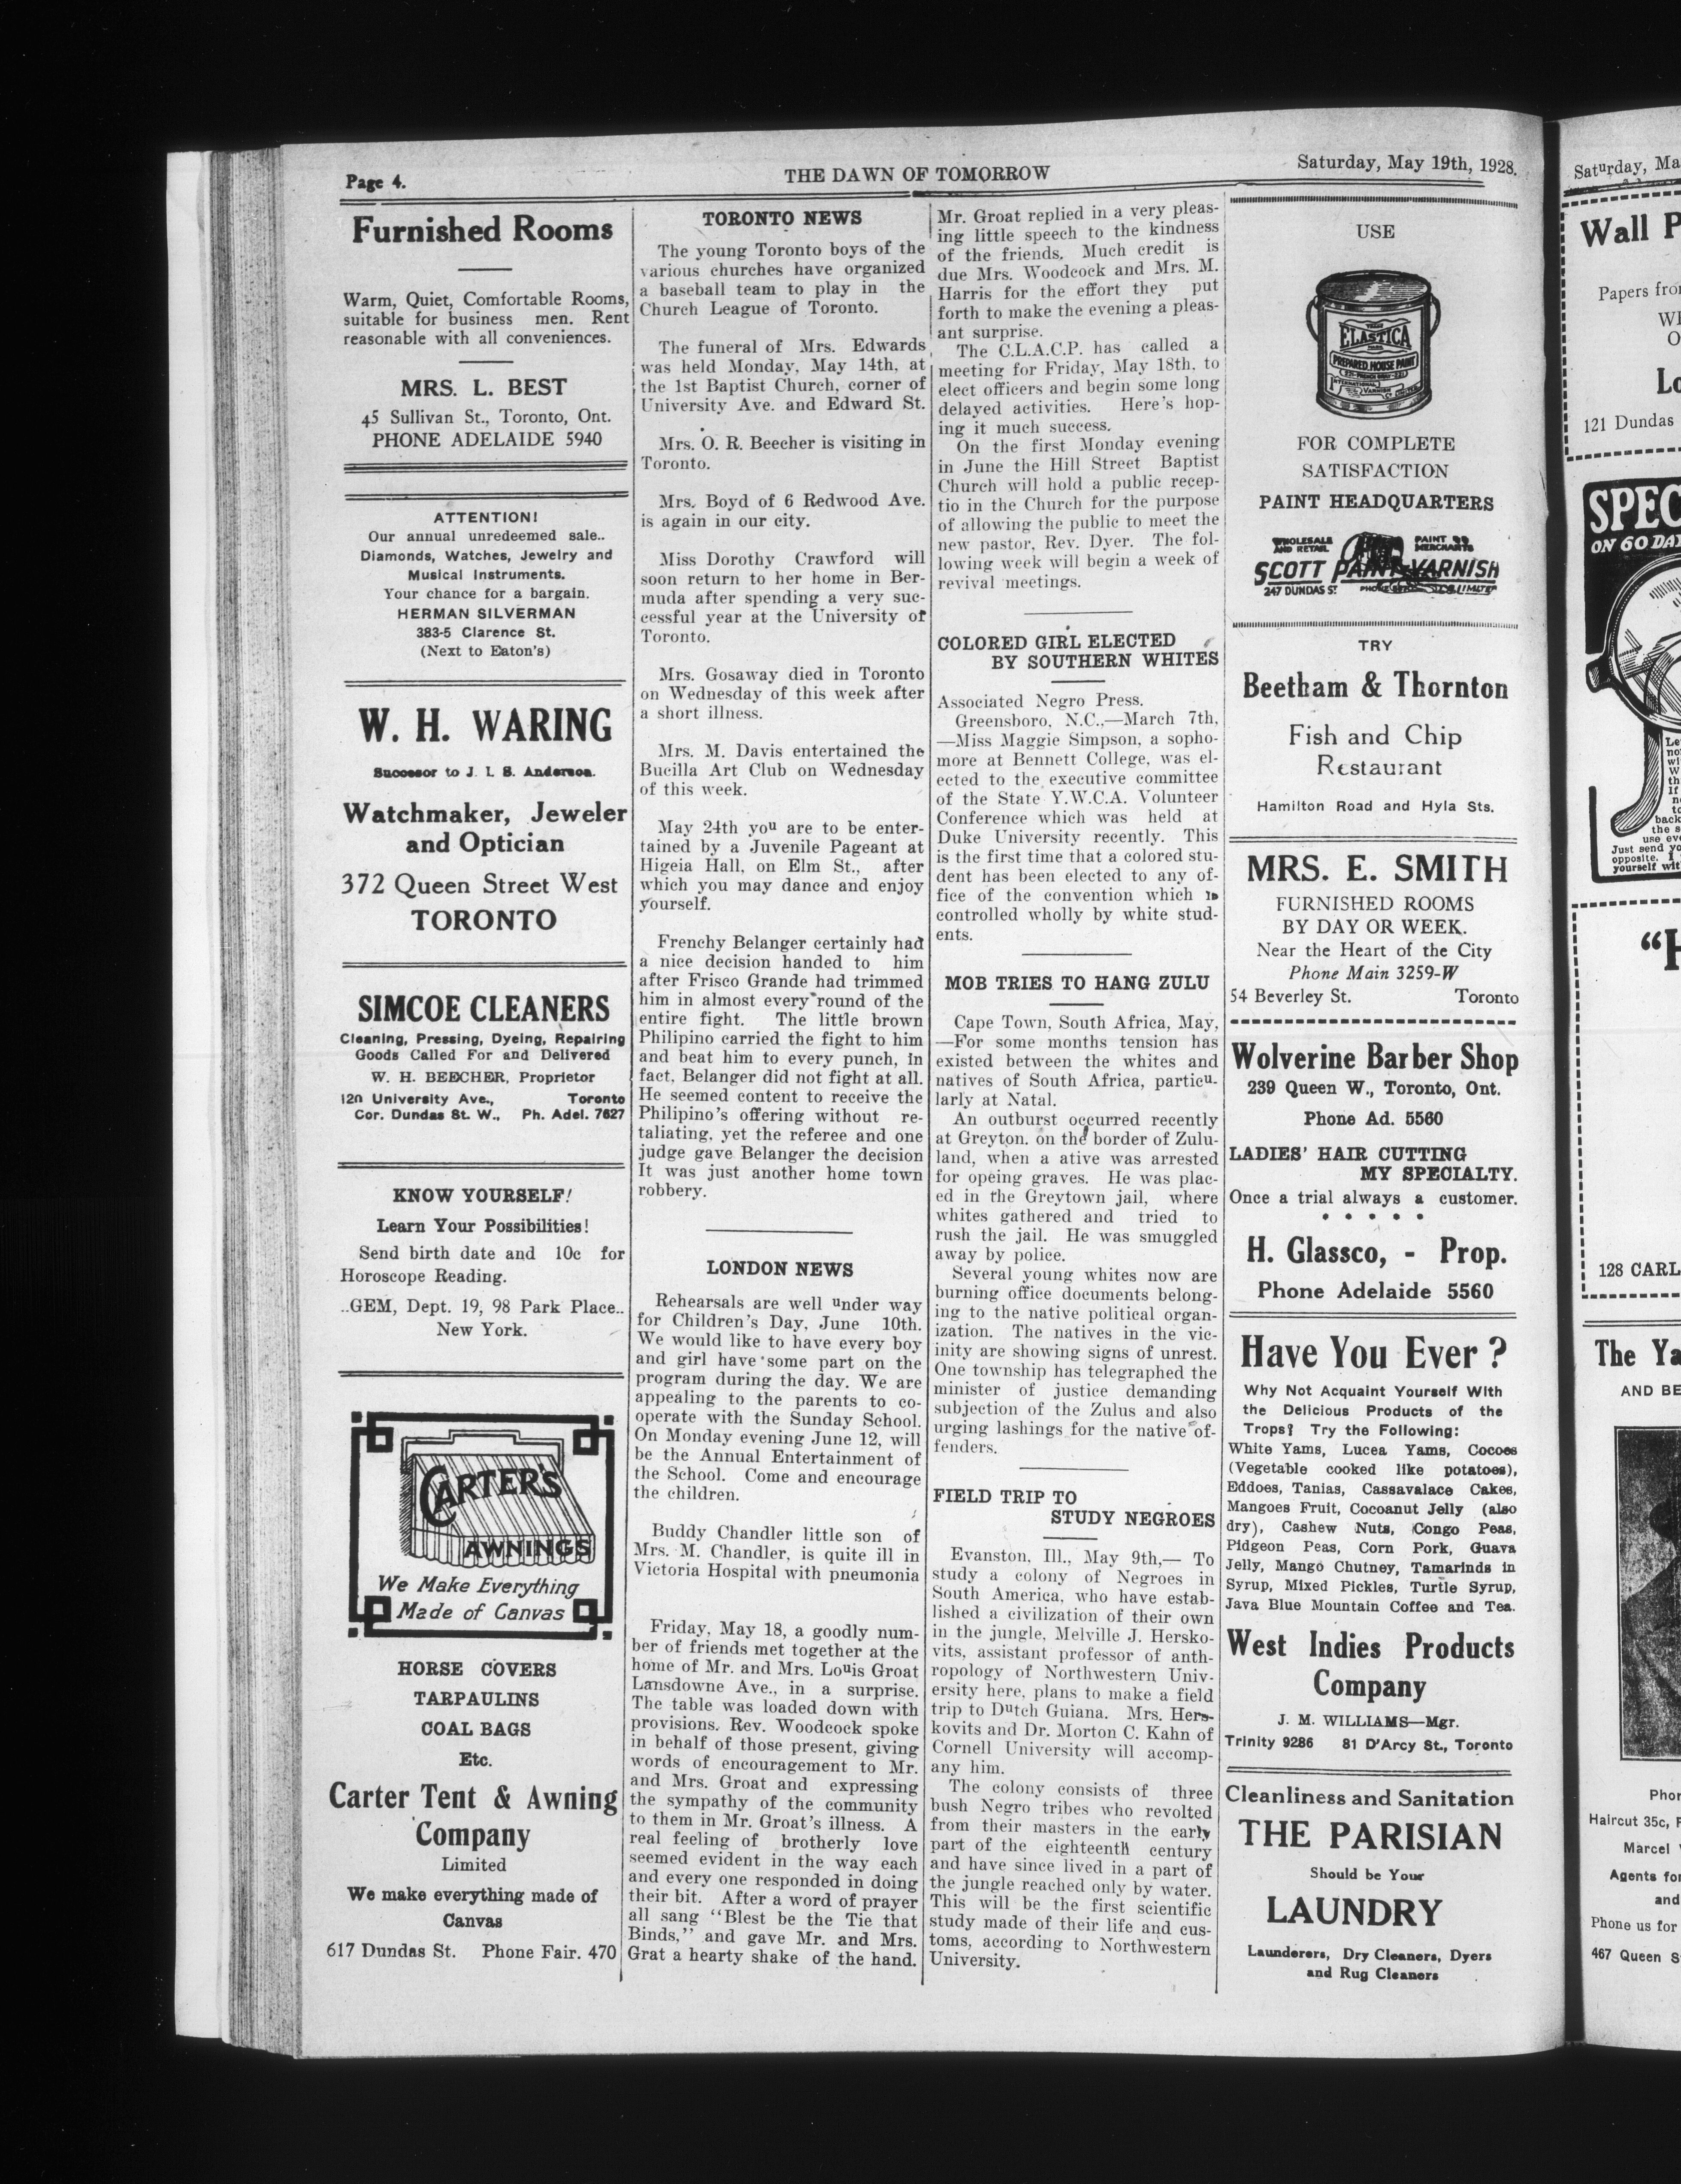 Page 4.
THE DAWN OF TOMORROW
Saturday, May 19th, 1928.
Furnished Rooms
Warm, Quiet, Comfortable Rooms,
suitable for business men. Rent
reasonable with all conveniences.
MRS. L. BEST
45 Sullivan St., Toronto, Ont.
PHONE ADELAIDE 5940
ATTENTION!
Our annual unredeemed sale..
Diamonds, Watches, Jewelry and
Musical Instruments.
Your chance for a bargain.
HERMAN SILVERMAN
383-5 Clarence St.
(Next to Eaton's)
W. H. WARING
Successor to J. I. S. Anderson.
Watchmaker, Jeweler
and Optician
372 Queen Street West
TORONTO
SIMCOE CLEANERS
Cleaning, Pressing, Dyeing, Repairing
Goods Called For and Delivered
W. H. BEECHER, Proprietor
120 University Ave., Toronto
Cor. Dundas St. W., Ph. Adel. 7627
KNOW YOURSELF!
Learn Your Possibilities!
Send birth date and 10c for
Horoscope Reading.
..GEM, Dept. 19, 98 Park Place..
New York.
CARTER'S
AWNINGS
We Make Everything
Made of Canvas
HORSE COVERS
TARPAULINS
COAL BAGS
Etc.
Carter Tent & Awning
Company
Limited
We make everything made of
Canvas
617 Dundas St. Phone Fair. 470
TORONTO NEWS
The young Toronto boys of the
various churches have organized
a baseball team to play in the
Church League of Toronto.
The funeral of Mrs. Edwards
was held Monday, May 14th, at
the 1st Baptist Church, corner of
University Ave. and Edward St.
Mrs. O. R. Beecher is visiting in
Toronto.
Mrs. Boyd of 6 Redwood Ave.
is again in our city.
Miss Dorothy Crawford will
soon return to her home in Ber-
muda after spending a very suc-
cessful year at the University of
Toronto.
Mrs. Gosaway died in Toronto
on Wednesday of this week after
a short illness.
Mrs. M. Davis entertained the
Bucilla Art Club on Wednesday
of this week.
May 24th you are to be enter-
tained by a Juvenile Pageant at
Higeia Hall, on Elm St., after
which you may dance and enjoy
yourself.
Frenchy Belanger certainly had
a nice decision handed to him
after Frisco Grande had trimmed
him in almost every round of the
entire fight. The little brown
Philipino carried the fight to him
and beat him to every punch, in
fact, Belanger did not fight at all.
He seemed content to receive the
Philipino's offering without re-
taliating, yet the referee and one
judge gave Belanger the decision
It was just another home town
robbery.
LONDON NEWS
Rehearsals are well under way
for Children's Day, June 10th.
We would like to have every boy
and girl have some part on the
program during the day. We are
appealing to the parents to co-
operate with the Sunday School.
On Monday evening June 12, will
be the Annual Entertainment of
the School. Come and encourage
the children.
Buddy Chandler little son of
Mrs. M. Chandler, is quite ill in
Victoria Hospital with pneumonia
Friday, May 18, a goodly num-
ber of friends met together at the
home of Mr. and Mrs. Louis Groat
Lansdowne Ave., in a surprise.
The table was loaded down with
provisions. Rev. Woodcock spoke
in behalf of those present, giving
words of encouragement to Mr.
and Mrs. Groat and expressing
the sympathy of the community
to them in Mr. Groat's illness. A
real feeling of brotherly love
seemed evident in the way each
and every one responded in doing
their bit. After a word of prayer
all sang "Blest be the Tie that
Binds," and gave Mr. and Mrs.
Grat a hearty shake of the hand.
Mr. Groat replied in a very pleas-
ing little speech to the kindness
of the friends. Much credit is
due Mrs. Woodcock and Mrs. M.
Harris for the effort they put
forth to make the evening a pleas-
ant surprise.
The C.L.A.C.P. has called a
meeting for Friday, May 18th, to
elect officers and begin some long
delayed activities. Here's hop-
ing it much success.
On the first Monday evening
in June the Hill Street Baptist
Church will hold a public recep-
tio in the Church for the purpose
of allowing the public to meet the
new pastor, Rev. Dyer. The fol-
lowing week will begin a week of
revival meetings.
COLORED GIRL ELECTED
BY SOUTHERN WHITES
Associated Negro Press.
Greensboro, N.C.,—March 7th,
—Miss Maggie Simpson, a sopho-
more at Bennett College, was el-
ected to the executive committee
of the State Y.W.C.A. Volunteer
Conference which was held at
Duke University recently. This
is the first time that a colored stu-
dent has been elected to any of-
fice of the convention which is
controlled wholly by white stud-
ents.
MOB TRIES TO HANG ZULU
Cape Town, South Africa, May,
—For some months tension has
existed between the whites and
natives of South Africa, particu-
larly at Natal.
An outburst occurred recently
at Greyton, on the border of Zulu-
land, when a ative was arrested
for opeing graves. He was plac-
ed in the Greytown jail, where
whites gathered and tried to
rush the jail. He was smuggled
away by police.
Several young whites now are
burning office documents belong-
ing to the native political organ-
ization. The natives in the vic-
inity are showing signs of unrest.
One township has telegraphed the
minister of justice demanding
subjection of the Zulus and also
urging lashings for the native of-
fenders.
FIELD TRIP TO
STUDY NEGROES
Evanston, Ill., May 9th,— To
study a colony of Negroes in
South America, who have estab-
lished a civilization of their own
in the jungle, Melville J. Hersko-
vits, assistant professor of anth-
ropology of Northwestern Univ-
ersity here, plans to make a field
trip to Dutch Guiana. Mrs. Hers-
kovits and Dr. Morton C. Kahn of
Cornell University will accomp-
any him.
The colony consists of three
bush Negro tribes who revolted
from their masters in the early
part of the eighteenth century
and have since lived in a part of
the jungle reached only by water.
This will be the first scientific
study made of their life and cus-
toms, according to Northwestern
University.
USE
ELASTICA
PREPARED HOUSE PAINT
INTERNATIONAL
VARNISH
FOR COMPLETE
SATISFACTION
PAINT HEADQUARTERS
WHOLESALE
AND RETAIL
PAINT
MERCHANTS
SCOTT PAINT VARNISH
247 DUNDAS ST.
LIMITED
TRY
Beetham & Thornton
Fish and Chip
Restaurant
Hamilton Road and Hyla Sts.
MRS. E. SMITH
FURNISHED ROOMS
BY DAY OR WEEK.
Near the Heart of the City
Phone Main 3259-W
54 Beverley St. Toronto
Wolverine Barber Shop
239 Queen W., Toronto, Ont.
Phone Ad. 5560
LADIES' HAIR CUTTING
MY SPECIALTY.
Once a trial always a customer.
* * * * *
H. Glassco, - Prop.
Phone Adelaide 5560
Have You Ever?
Why Not Acquaint Yourself With
the Delicious Products of the
Trops? Try the Following:
White Yams, Lucea Yams, Cocoes
(Vegetable cooked like potatoes),
Eddoes, Tanias, Cassavalace Cakes,
Mangoes Fruit, Cocoanut Jelly (also
dry), Cashew Nuts, Congo Peas,
Pidgeon Peas, Corn Pork, Guava
Jelly, Mango Chutney, Tamarinds in
Syrup, Mixed Pickles, Turtle Syrup,
Java Blue Mountain Coffee and Tea.
West Indies Products
Company
J. M. WILLIAMS—Mgr.
Trinity 9286 81 D'Arcy St., Toronto
Cleanliness and Sanitation
THE PARISIAN
Should be Your
LAUNDRY
Launderers, Dry Cleaners, Dyers
and Rug Cleaners
Saturday, Ma
Wall P
Papers fro
121 Dundas
SPEC
ON 60 DA
back
the s
use ev
Just send yo
opposite. I
yourself wit
"H
128 CARL
The Ya
AND BE
Phon
Haircut 35c,
Marcel
Agents for
and
Phone us for
467 Queen S